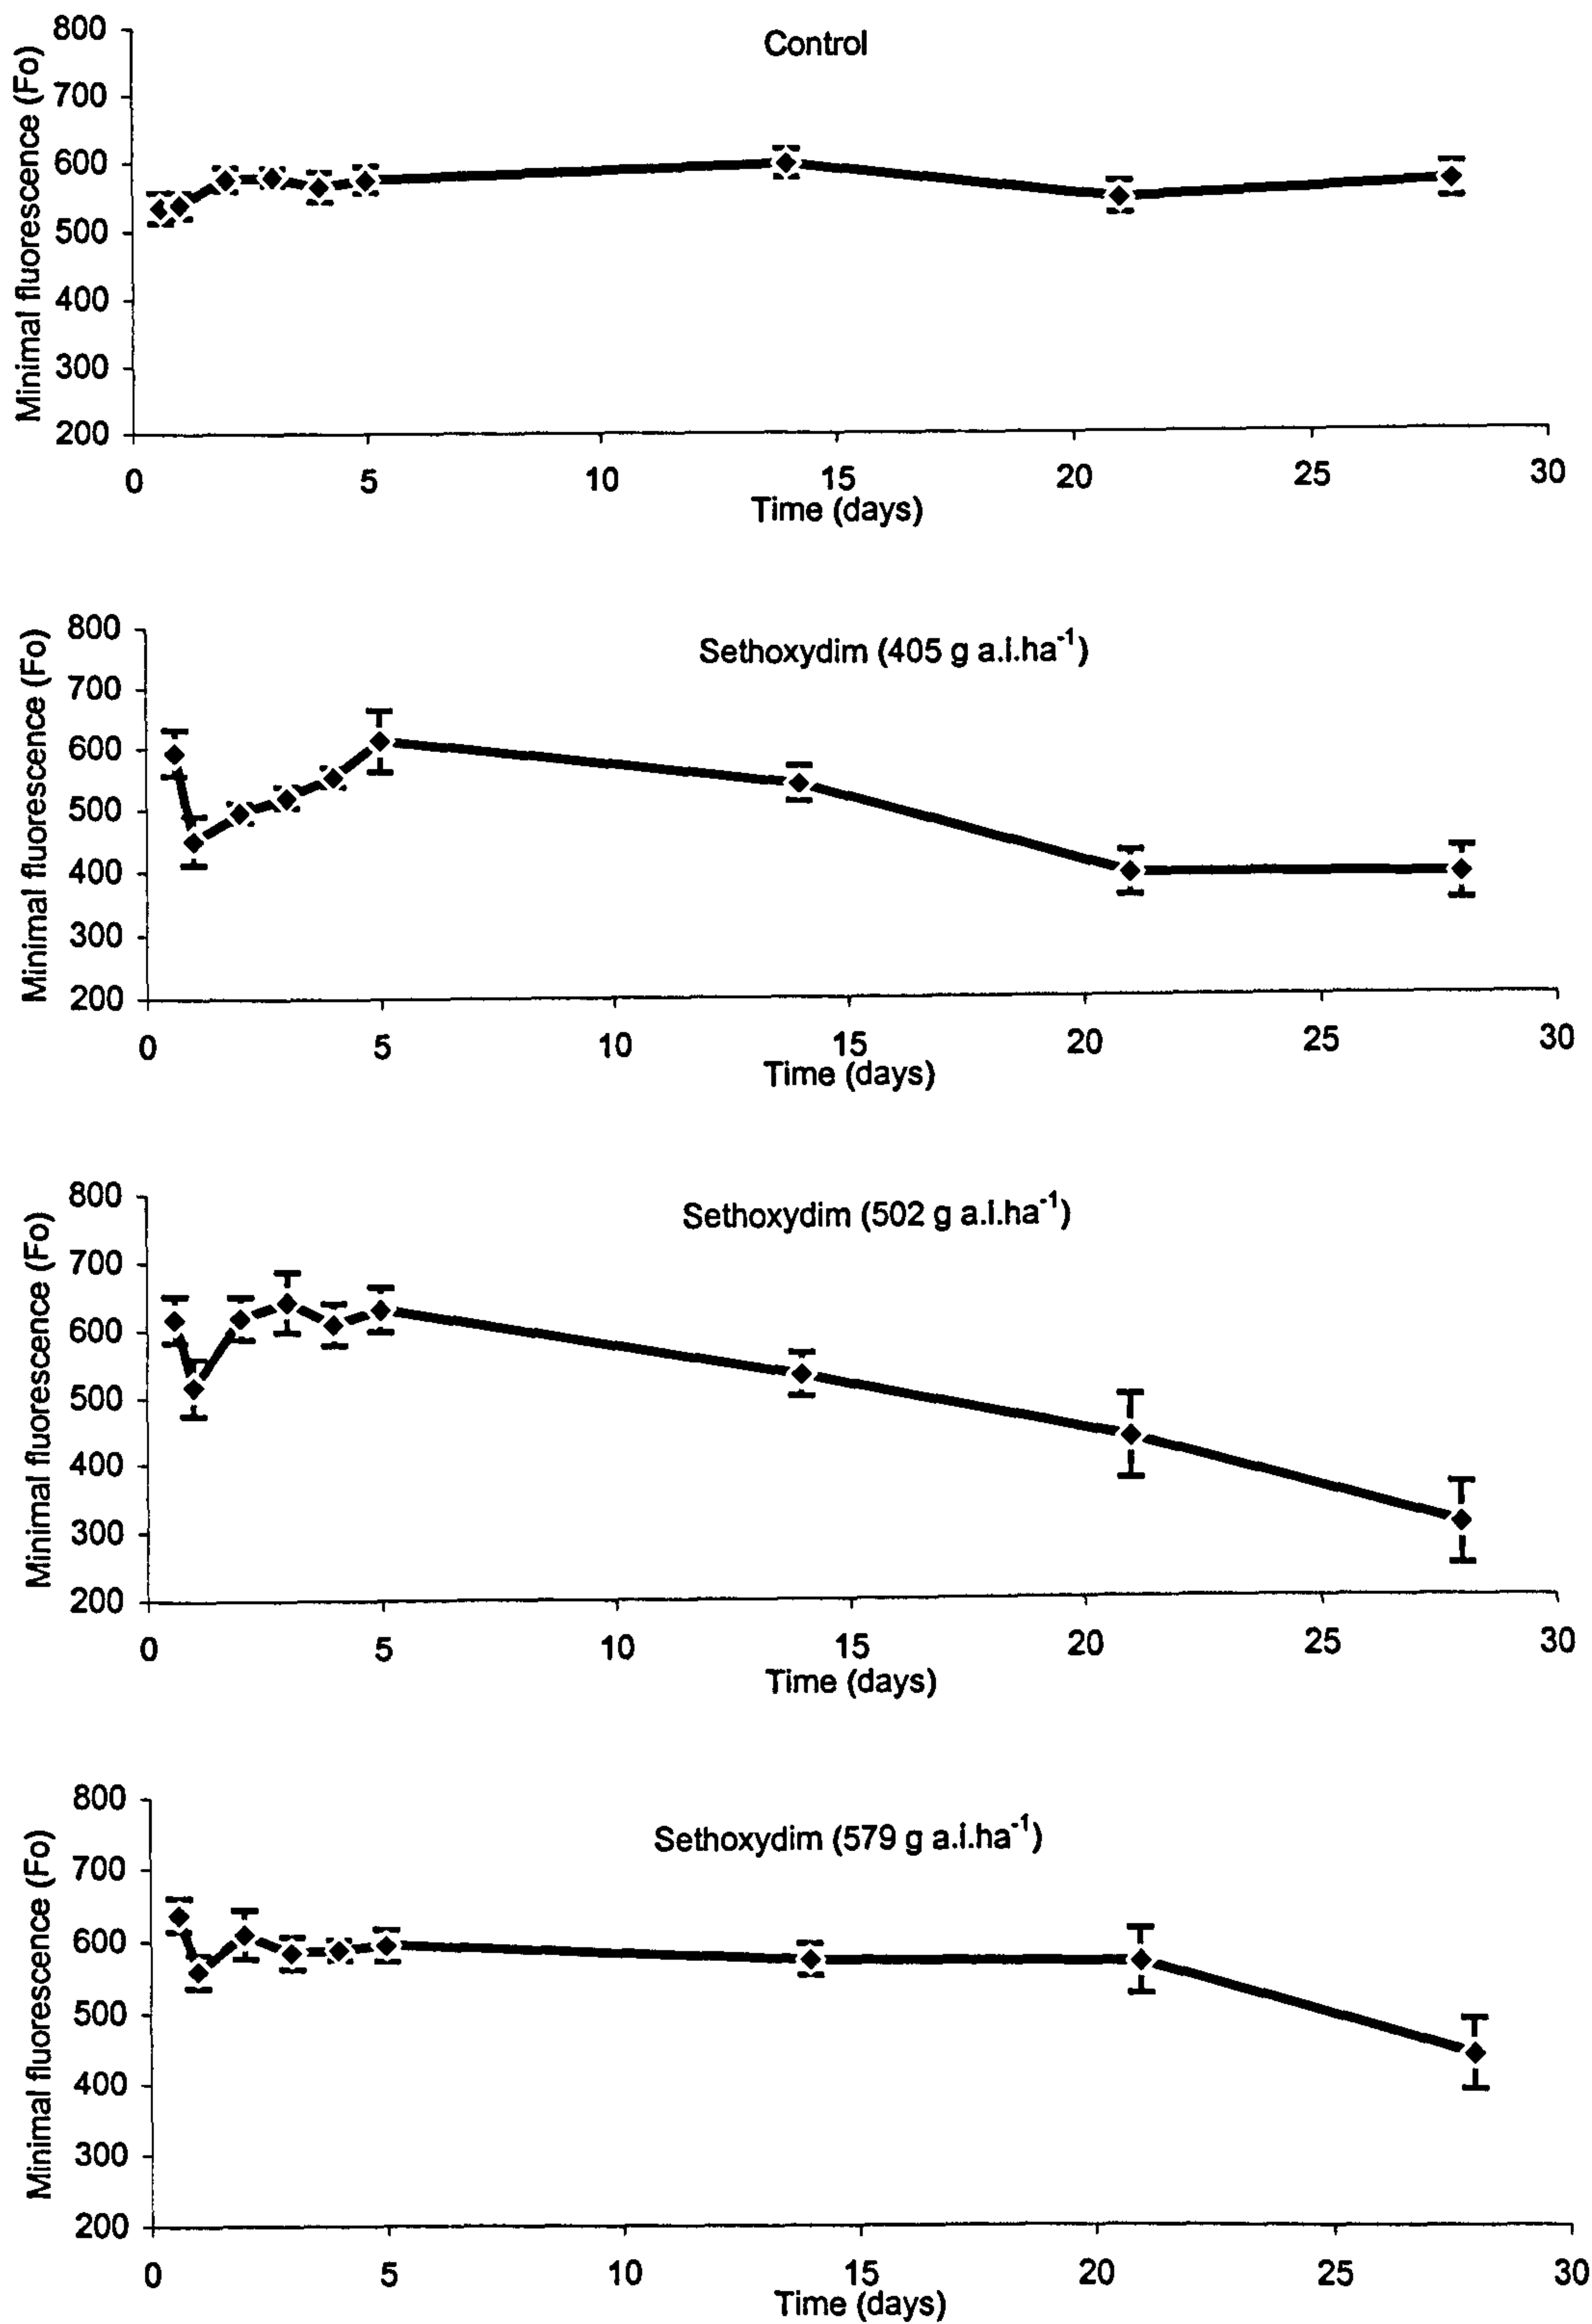 Control
Minimal fluorescence (Fo)
800
700
600
500
400
300
200
0 5 10 15 20 25 30
Time (days)
Sethoxydim (405 g a.i.ha⁻¹)
Minimal fluorescence (Fo)
800
700
600
500
400
300
200
0 5 10 15 20 25 30
Time (days)
Sethoxydim (502 g a.i.ha⁻¹)
Minimal fluorescence (Fo)
800
700
600
500
400
300
200
0 5 10 15 20 25 30
Time (days)
Sethoxydim (579 g a.i.ha⁻¹)
Minimal fluorescence (Fo)
800
700
600
500
400
300
200
0 5 10 15 20 25 30
Time (days)